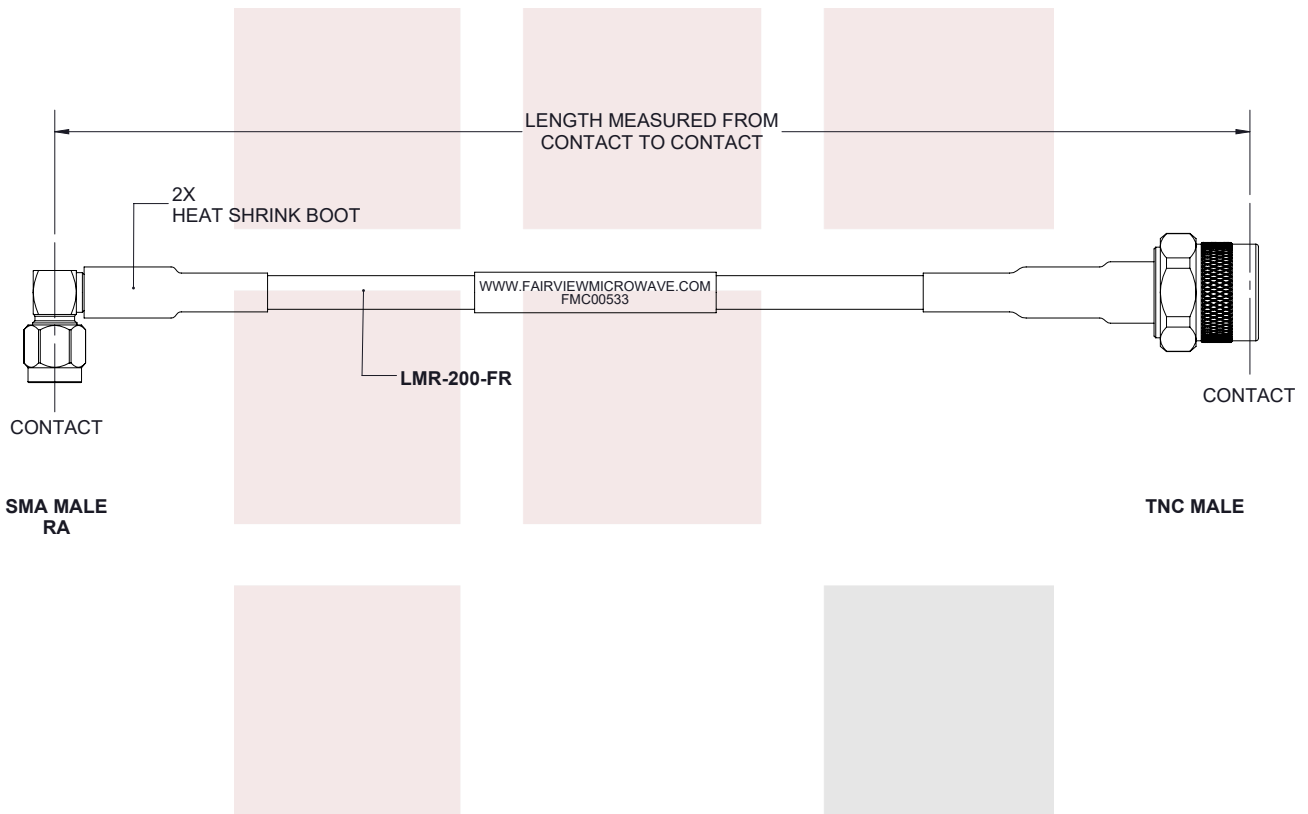 LENGTH MEASURED FROM
CONTACT TO CONTACT
2X
HEAT SHRINK BOOT
WWW.FAIRVIEWMICROWAVE.COM
FMC00533
LMR-200-FR
CONTACT
CONTACT
SMA MALE
RA
TNC MALE